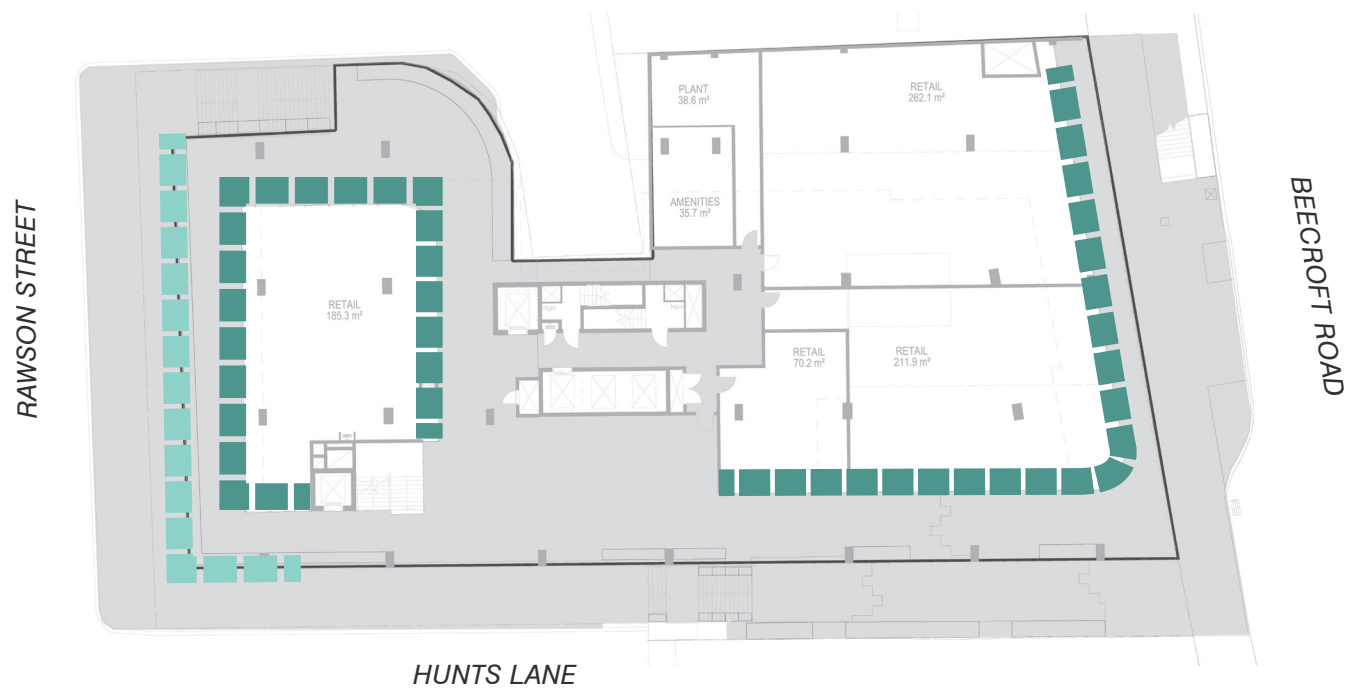 PLANT
38.6 m²
RETAIL
262.1 m²
AMENITIES
35.7 m²
RAWSON STREET
BEECROFT ROAD
RETAIL
185.3 m²
RETAIL
70.2 m²
RETAIL
211.9 m²
HUNTS LANE